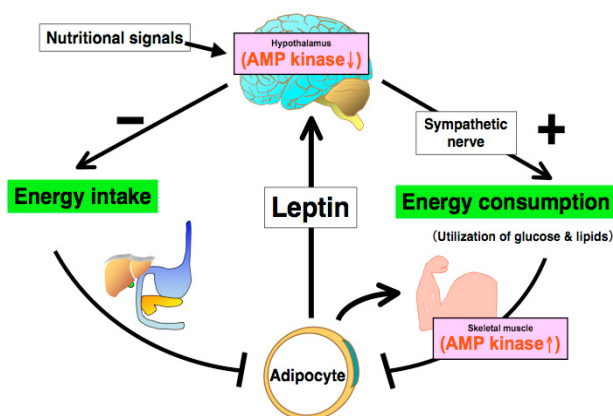 Nutritional signals
Hypothalamus
(AMP kinase↓)
−
Sympathetic
nerve
+
Energy intake
Leptin
Energy consumption
(Utilization of glucose & lipids)
Skeletal muscle
(AMP kinase↑)
Adipocyte